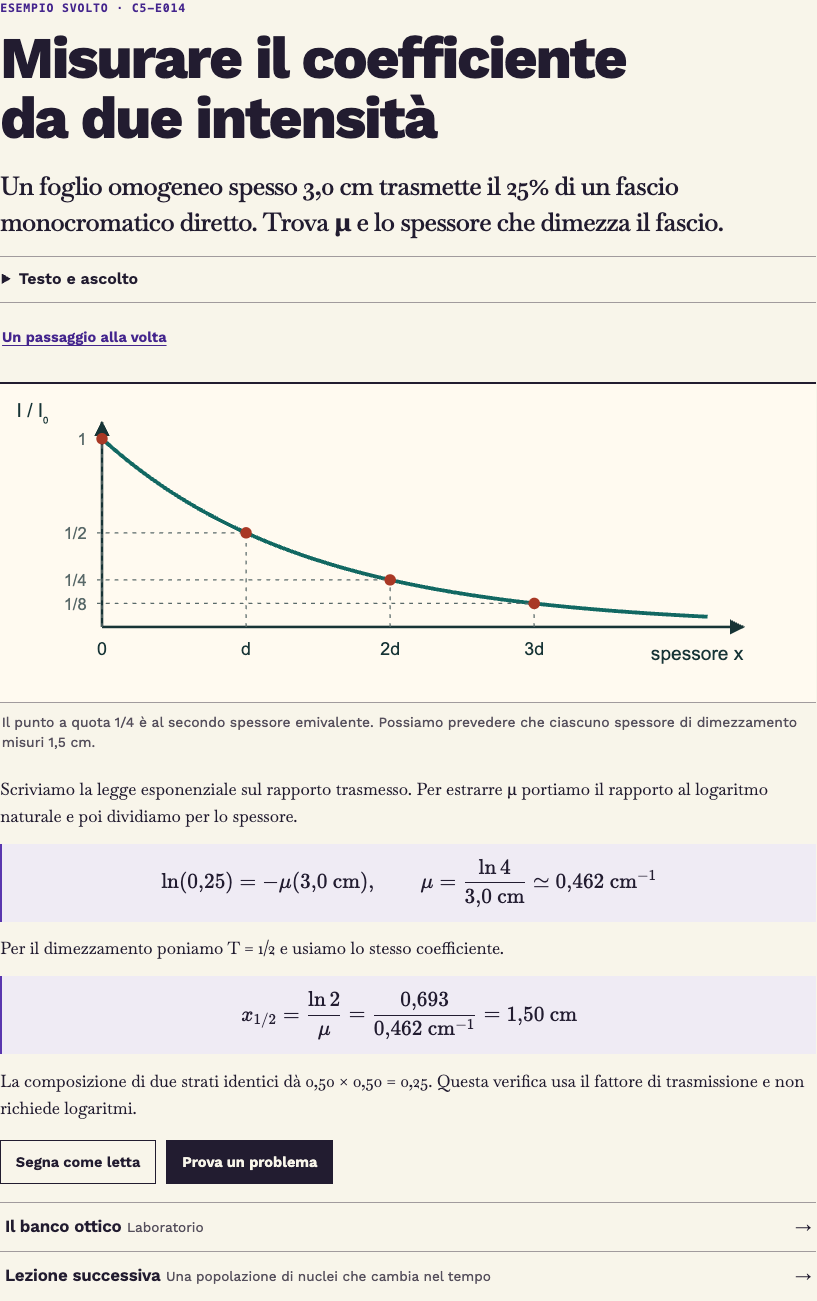 ESEMPIO SVOLTO · C5-E014
Misurare il coefficiente
da due intensità
Un foglio omogeneo spesso 3,0 cm trasmette il 25% di un fascio
monocromatico diretto. Trova μ e lo spessore che dimezza il fascio.
▶ Testo e ascolto
Un passaggio alla volta
I / I₀
1
1/2
1/4
1/8
0 d 2d 3d
spessore x
Il punto a quota 1/4 è al secondo spessore emivalente. Possiamo prevedere che ciascuno spessore di dimezzamento
misuri 1,5 cm.
Scriviamo la legge esponenziale sul rapporto trasmesso. Per estrarre μ portiamo il rapporto al logaritmo
naturale e poi dividiamo per lo spessore.
ln(0,25) = −μ(3,0 cm), μ = ln 4 / 3,0 cm ≃ 0,462 cm⁻¹
Per il dimezzamento poniamo T = 1/2 e usiamo lo stesso coefficiente.
x₁/₂ = ln 2 / μ = 0,693 / 0,462 cm⁻¹ = 1,50 cm
La composizione di due strati identici dà 0,50 × 0,50 = 0,25. Questa verifica usa il fattore di trasmissione e non
richiede logaritmi.
Segna come letta Prova un problema
Il banco ottico Laboratorio →
Lezione successiva Una popolazione di nuclei che cambia nel tempo →